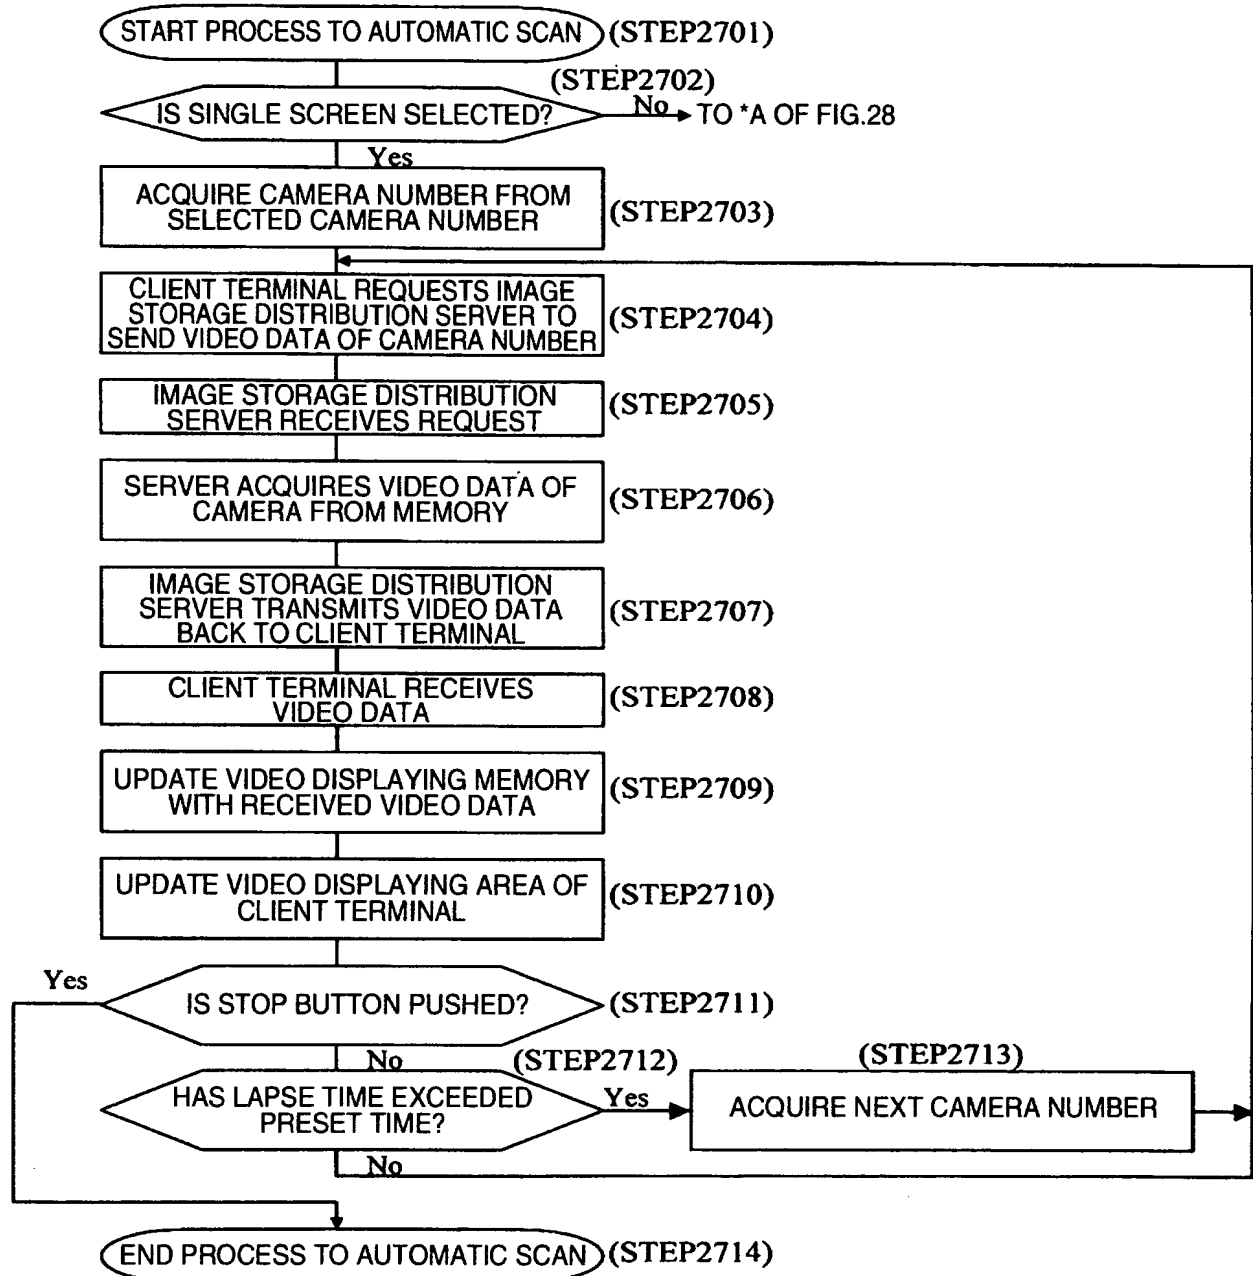 START PROCESS TO AUTOMATIC SCAN (STEP2701)
(STEP2702)
IS SINGLE SCREEN SELECTED?
No
TO *A OF FIG.28
Yes
ACQUIRE CAMERA NUMBER FROM
SELECTED CAMERA NUMBER
(STEP2703)
CLIENT TERMINAL REQUESTS IMAGE
STORAGE DISTRIBUTION SERVER TO
SEND VIDEO DATA OF CAMERA NUMBER
(STEP2704)
IMAGE STORAGE DISTRIBUTION
SERVER RECEIVES REQUEST
(STEP2705)
SERVER ACQUIRES VIDEO DATA OF
CAMERA FROM MEMORY
(STEP2706)
IMAGE STORAGE DISTRIBUTION
SERVER TRANSMITS VIDEO DATA
BACK TO CLIENT TERMINAL
(STEP2707)
CLIENT TERMINAL RECEIVES
VIDEO DATA
(STEP2708)
UPDATE VIDEO DISPLAYING MEMORY
WITH RECEIVED VIDEO DATA
(STEP2709)
UPDATE VIDEO DISPLAYING AREA OF
CLIENT TERMINAL
(STEP2710)
Yes
IS STOP BUTTON PUSHED?
(STEP2711)
No
(STEP2712)
HAS LAPSE TIME EXCEEDED
PRESET TIME?
Yes
(STEP2713)
ACQUIRE NEXT CAMERA NUMBER
No
END PROCESS TO AUTOMATIC SCAN (STEP2714)